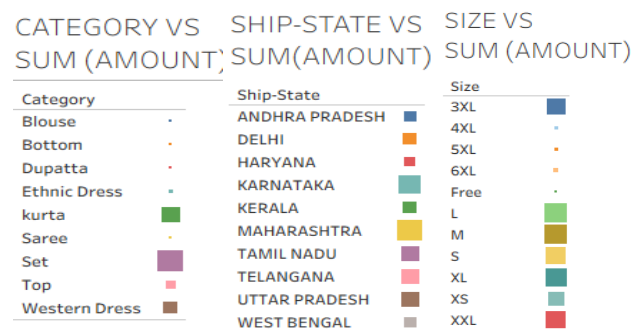 CATEGORY VS
SUM (AMOUNT)
Category
Blouse
Bottom
Dupatta
Ethnic Dress
kurta
Saree
Set
Top
Western Dress
SHIP-STATE VS
SUM(AMOUNT)
Ship-State
ANDHRA PRADESH
DELHI
HARYANA
KARNATAKA
KERALA
MAHARASHTRA
TAMIL NADU
TELANGANA
UTTAR PRADESH
WEST BENGAL
SIZE VS
SUM (AMOUNT)
Size
3XL
4XL
5XL
6XL
Free
L
M
S
XL
XS
XXL